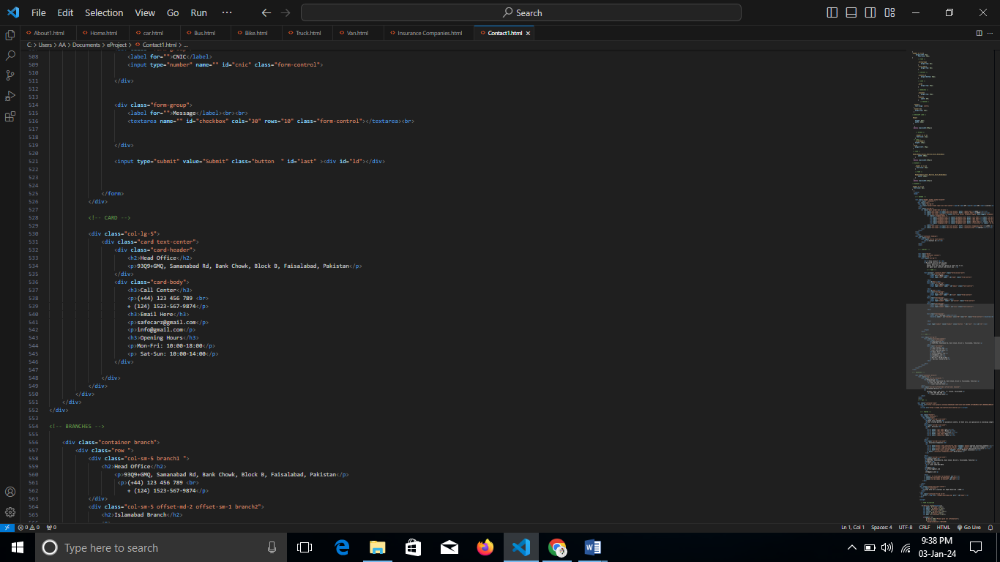 File Edit Selection View Go Run ··· Search
About1.html Home.html car.html Bus.html Bike.html Truck.html Van.html Insurance Companies.html Contact1.html
C: > Users > AA > Documents > eProject > Contact1.html > ...
508 <label for="">CNIC</label>
509 <input type="number" name="" id="cnic" class="form-control">
510
511 </div>
512
513
514 <div class="form-group">
515 <label for="">Message</label><br><br>
516 <textarea name="" id="checkbox" cols="30" rows="10" class="form-control"></textarea><br>
517
518
519 </div>
520
521 <input type="submit" value="Submit" class="button  " id="last" ><div id="ld"></div>
522
523
524
525 </form>
526 </div>
527
528 <!-- CARD -->
529
530 <div class="col-lg-5">
531 <div class="card text-center">
532 <div class="card-header">
533 <h2>Head Office</h2>
534 <p>93Q9+GMQ, Samanabad Rd, Bank Chowk, Block B, Faisalabad, Pakistan</p>
535 </div>
536 <div class="card-body">
537 <h3>Call Center</h3>
538 <p>(+44) 123 456 789 <br>
539 + (124) 1523-567-9874</p>
540 <h3>Email Here</h3>
541 <p>safecarz@gmail.com</p>
542 <p>info@gmail.com</p>
543 <h3>Opening Hours</h3>
544 <p>Mon-Fri: 10:00-18:00</p>
545 <p> Sat-Sun: 10:00-14:00</p>
546 </div>
547
548 </div>
549 </div>
550 </div>
551 </div>
552 </div>
553
554 <!-- BRANCHES -->
555
556 <div class="container branch">
557 <div class="row ">
558 <div class="col-sm-5 branch1 ">
559 <h2>Head Office</h2>
560 <p>93Q9+GMQ, Samanabad Rd, Bank Chowk, Block B, Faisalabad, Pakistan</p>
561 <p>(+44) 123 456 789 <br>
562 + (124) 1523-567-9874</p>
563 </div>
564 <div class="col-sm-5 offset-md-2 offset-sm-1 branch2">
565 <h2>Islamabad Branch</h2>
0 0 0 Ln 1, Col 1 Spaces: 4 UTF-8 CRLF HTML Go Live
Type here to search
9:38 PM
03-Jan-24